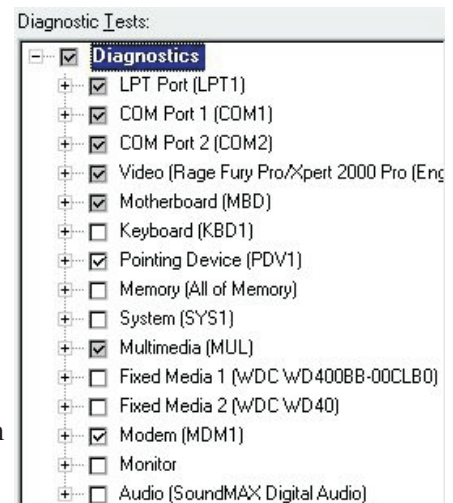 Diagnostic Tests:
Diagnostics
LPT Port (LPT1)
COM Port 1 (COM1)
COM Port 2 (COM2)
Video (Rage Fury Pro/Xpert 2000 Pro (Eng
Motherboard (MBD)
Keyboard (KBD1)
Pointing Device (PDV1)
Memory (All of Memory)
System (SYS1)
Multimedia (MUL)
Fixed Media 1 (WDC WD400BB-00CLB0)
Fixed Media 2 (WDC WD40)
Modem (MDM1)
Monitor
Audio (SoundMAX Digital Audio)